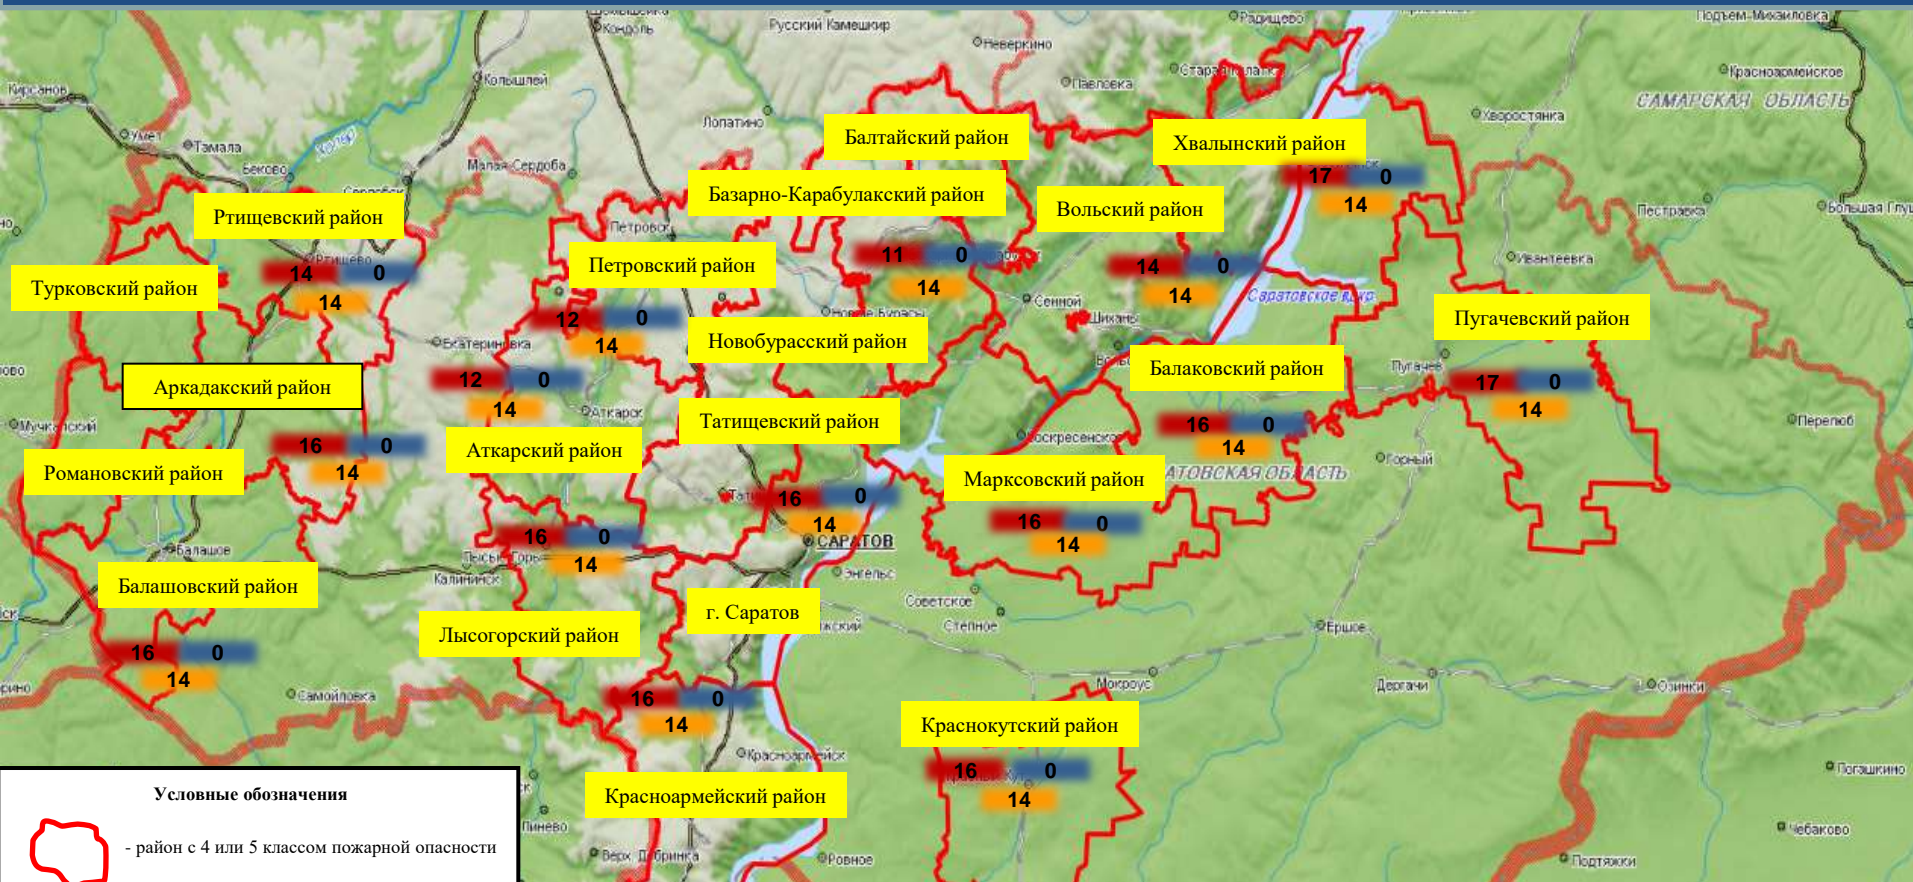 Радищево
Подъем-Михайловка
Кондоль
Русский Камешкир
Неверкино
Павловка
Красноармейское
САМАРСКАЯ ОБЛАСТЬ
Кирсанов
Колышлей
Хворостянка
Лопатино
Умет
Тамала
Беково
Малая Сердоба
Балтайский район
Хвалынский район
17 0
14
Базарно-Карабулакский район
Вольский район
Ртищевский район
Петровск
Пестравка
Ивантеевка
Петровский район
11 0
14
14 0
14
Ртищево
14 0
14
Турковский район
Саратовское вдхр.
Сенной
Шиханы
12 0
14
Новобурасский район
Пугачевский район
Екатериновка
Аркадакский район
12 0
14
Балаковский район
Пугачев
17 0
14
Аткарск
Татищевский район
16 0
14
Перелюб
Мучкапский
16 0
14
Аткарский район
Горный
Романовский район
Марксовский район
16 0
14
16 0
14
Балашов
16 0
14
САРАТОВ
Лысые Горы
Калининск
Энгельс
Балашовский район
Советское
Степное
г. Саратов
Лысогорский район
Ершов
16 0
14
Самойловка
Мокроус
Дергачи
Озинки
16 0
14
Краснокутский район
Красноармейск
16 0
14
Погашкино
Красноармейский район
Чебаково
Условные обозначения
- район с 4 или 5 классом пожарной опасности
Верх. Добринка
Ровное
Подтяжки